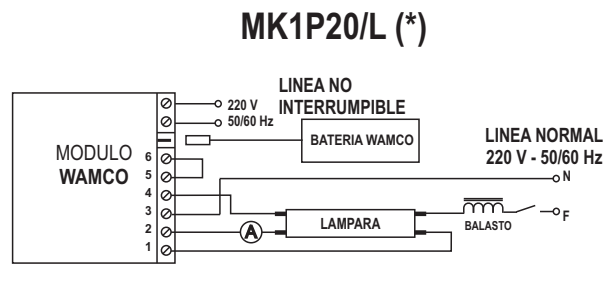 MK1P20/L (*)
LINEA NO
INTERRUMPIBLE
220 V
50/60 Hz
BATERIA WAMCO
LINEA NORMAL
220 V - 50/60 Hz
MODULO
WAMCO
6
5
4
3
2
1
N
A
LAMPARA
BALASTO
F